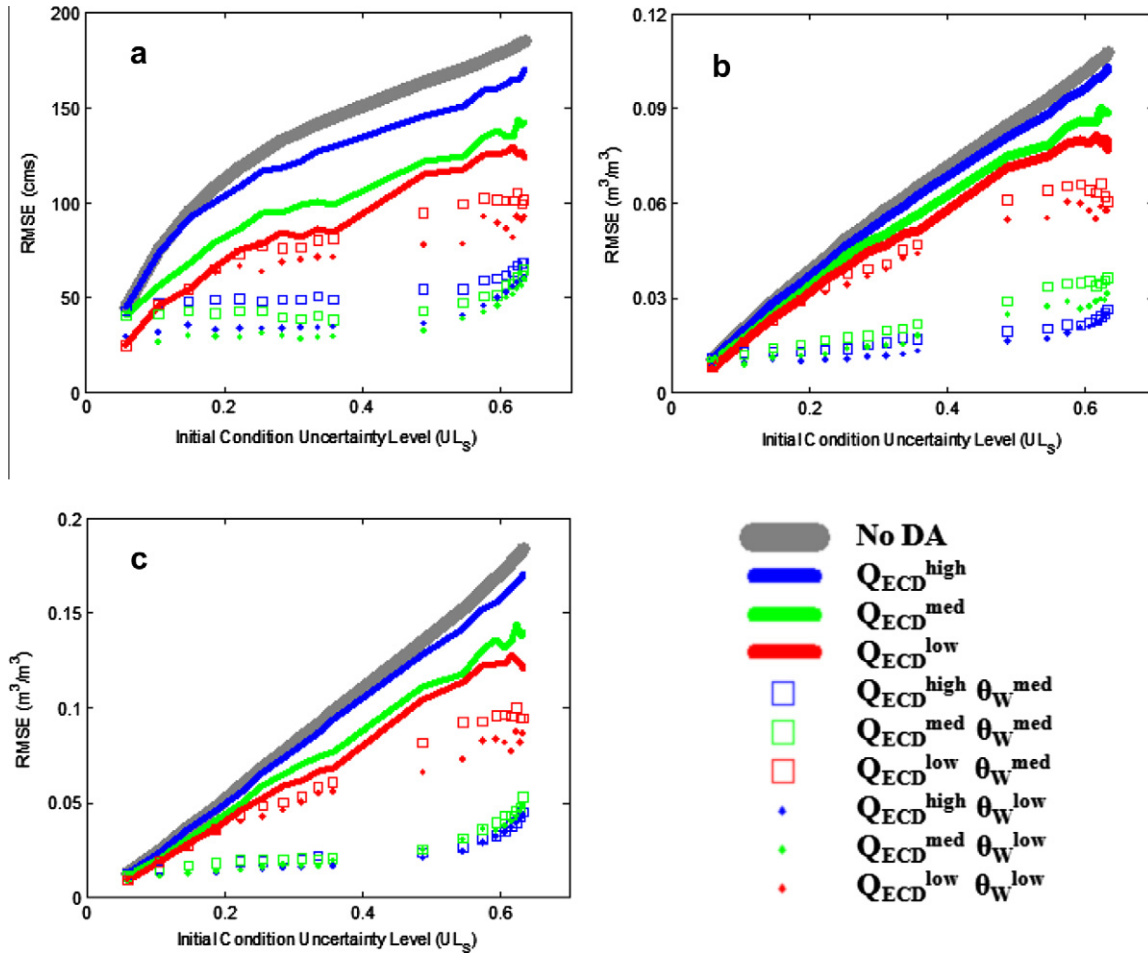 a
200
150
100
50
0
RMSE (cms)
0 0.2 0.4 0.6
Initial Condition Uncertainty Level (UL_S)
b
0.12
0.09
0.06
0.03
0
RMSE (m³/m³)
0 0.2 0.4 0.6
Initial Condition Uncertainty Level (UL_S)
c
0.2
0.15
0.1
0.05
0
RMSE (m³/m³)
0 0.2 0.4 0.6
Initial Condition Uncertainty Level (UL_S)
No DA
Q_ECD^high
Q_ECD^med
Q_ECD^low
Q_ECD^high θ_W^med
Q_ECD^med θ_W^med
Q_ECD^low θ_W^med
Q_ECD^high θ_W^low
Q_ECD^med θ_W^low
Q_ECD^low θ_W^low